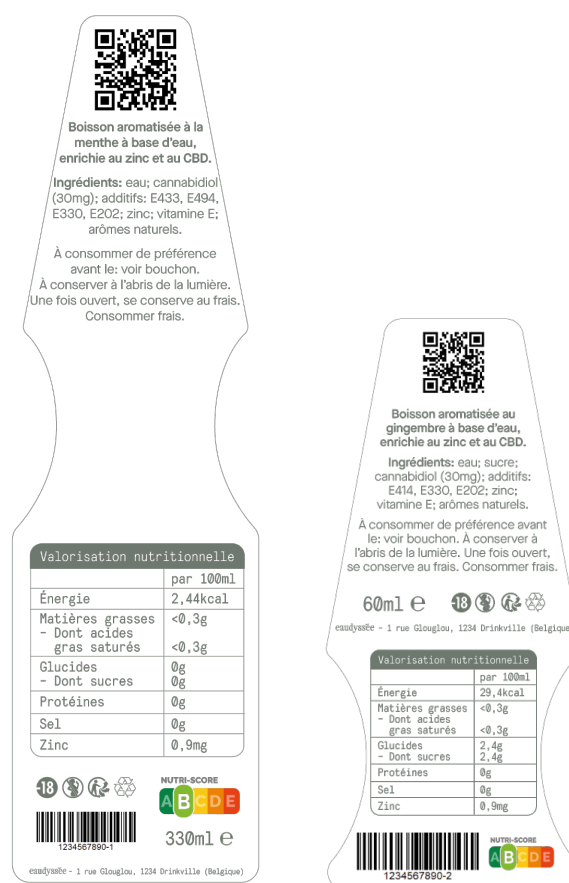 Boisson aromatisée à la
menthe à base d'eau,
enrichie au zinc et au CBD.
Ingrédients: eau; cannabidiol
(30mg); additifs: E433, E494,
E330, E202; zinc; vitamine E;
arômes naturels.
À consommer de préférence
avant le: voir bouchon.
À conserver à l'abris de la lumière.
Une fois ouvert, se conserve au frais.
Consommer frais.
Valorisation nutritionnelle
par 100ml
Énergie 2,44kcal
Matières grasses <0,3g
- Dont acides
gras saturés <0,3g
Glucides 0g
- Dont sucres 0g
Protéines 0g
Sel 0g
Zinc 0,9mg
-18
NUTRI-SCORE
A B C D E
1234567890-1
330ml ℮
eaudyssée - 1 rue Glouglou, 1234 Drinkville (Belgique)
Boisson aromatisée au
gingembre à base d'eau,
enrichie au zinc et au CBD.
Ingrédients: eau; sucre;
cannabidiol (30mg); additifs:
E414, E330, E202; zinc;
vitamine E; arômes naturels.
À consommer de préférence avant
le: voir bouchon. À conserver à
l'abris de la lumière. Une fois ouvert,
se conserve au frais. Consommer frais.
60ml ℮ -18
eaudyssée - 1 rue Glouglou, 1234 Drinkville (Belgique
Valorisation nutritionnelle
par 100ml
Énergie 29,4kcal
Matières grasses <0,3g
- Dont acides
gras saturés <0,3g
Glucides 2,4g
- Dont sucres 2,4g
Protéines 0g
Sel 0g
Zinc 0,9mg
NUTRI-SCORE
A B C D E
1234567890-2